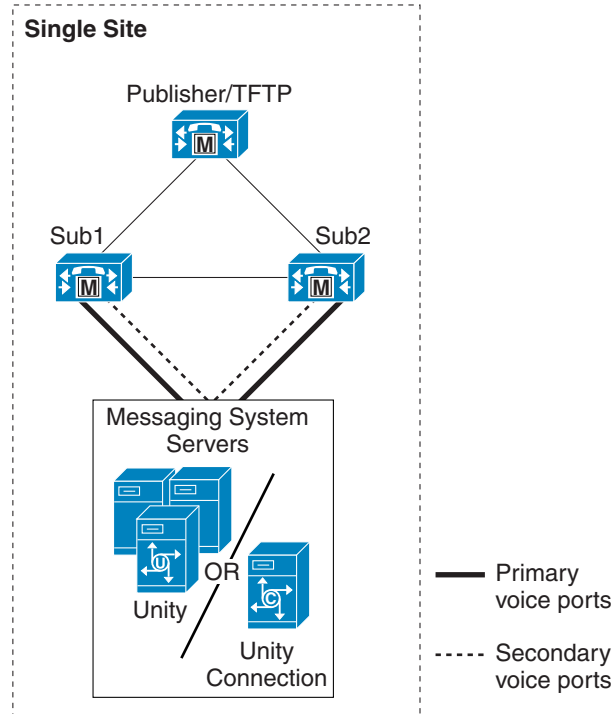 Single Site
Publisher/TFTP
M
Sub1
Sub2
M
M
Messaging System
Servers
U
OR
C
Unity
Unity
Connection
Primary
voice ports
Secondary
voice ports